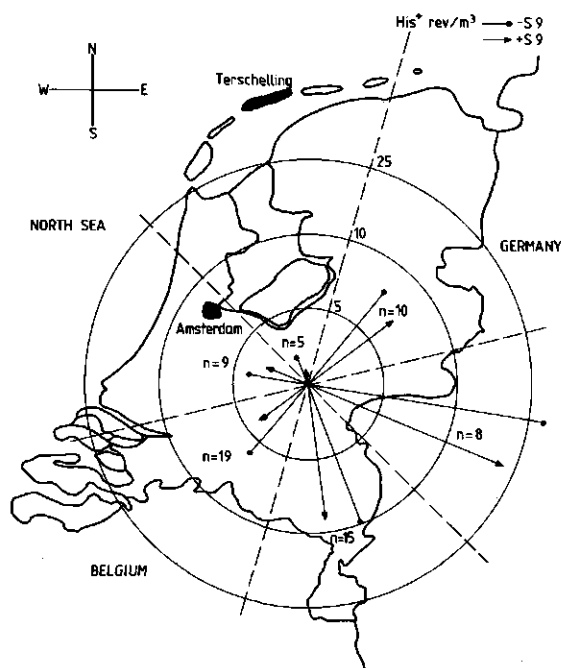 His⁺ rev/m³ -S 9
+S 9
N
W E
S
Terschelling
25
NORTH SEA
10
GERMANY
5
n=10
Amsterdam
n=5
n=9
n=8
n=19
n=15
BELGIUM